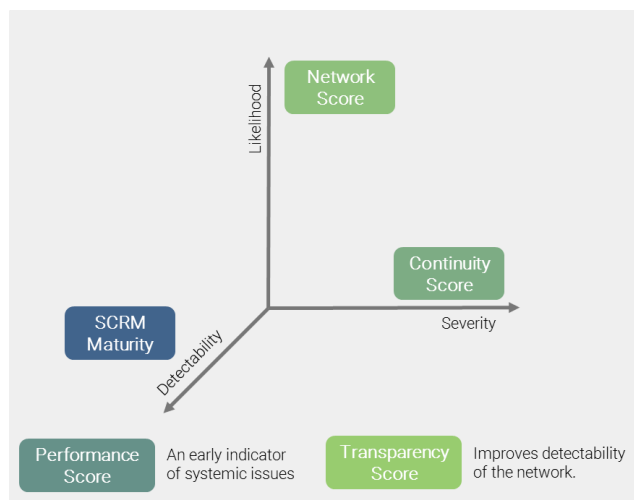 Network
Score
Likelihood
Continuity
Score
Severity
SCRM
Maturity
Detectability
Performance
Score
An early indicator
of systemic issues
Transparency
Score
Improves detectability
of the network.